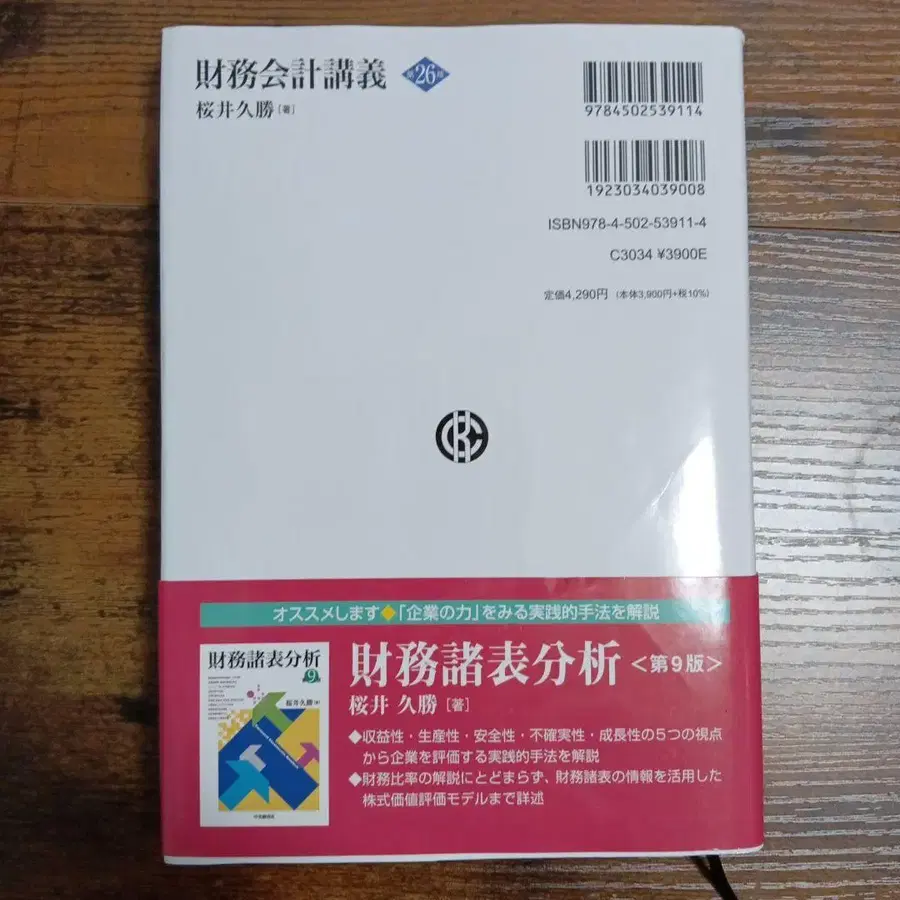 財務会計講義 第26版
桜井久勝[著]
9784502539114
1923034039008
ISBN978-4-502-53911-4
C3034 ¥3900E
定価4,290円 (本体3,900円+税10%)
オススメします◆「企業の力」をみる実践的手法を解説
財務諸表分析<第9版>
桜井 久勝[著]
◆収益性・生産性・安全性・不確実性・成長性の5つの視点
から企業を評価する実践的手法を解説
◆財務比率の解説にとどまらず、財務諸表の情報を活用した
株式価値評価モデルまで詳述
財務諸表分析
9
桜井久勝